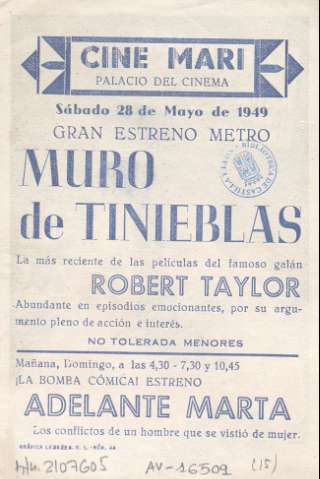 CINE MARI
PALACIO DEL CINEMA
Sábado 28 de Mayo de 1949
GRAN ESTRENO METRO
MURO
de TINIEBLAS
La más reciente de las películas del famoso galán
ROBERT TAYLOR
Abundante en episodios emocionantes, por su argu-
mento pleno de acción e interés.
NO TOLERADA MENORES
Mañana, Domingo, a las 4,30 - 7,30 y 10,45
¡LA BOMBA CÓMICA! ESTRENO
ADELANTE MARTA
Los conflictos de un hombre que se vistió de mujer.
AV-16509
(15)